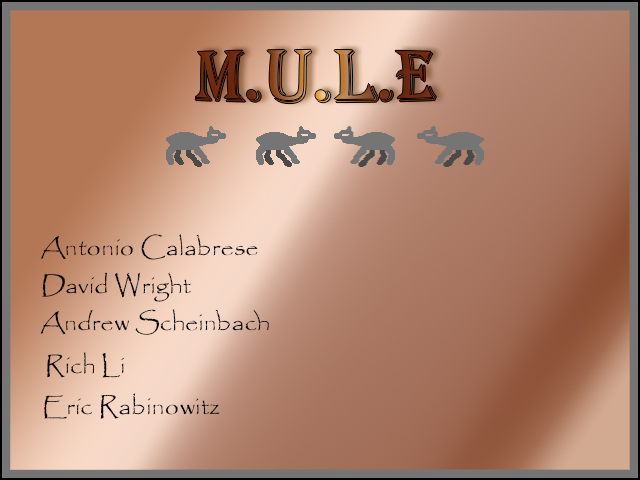 M.U.L.E
Antonio Calabrese
David Wright
Andrew Scheinbach
Rich Li
Eric Rabinowitz